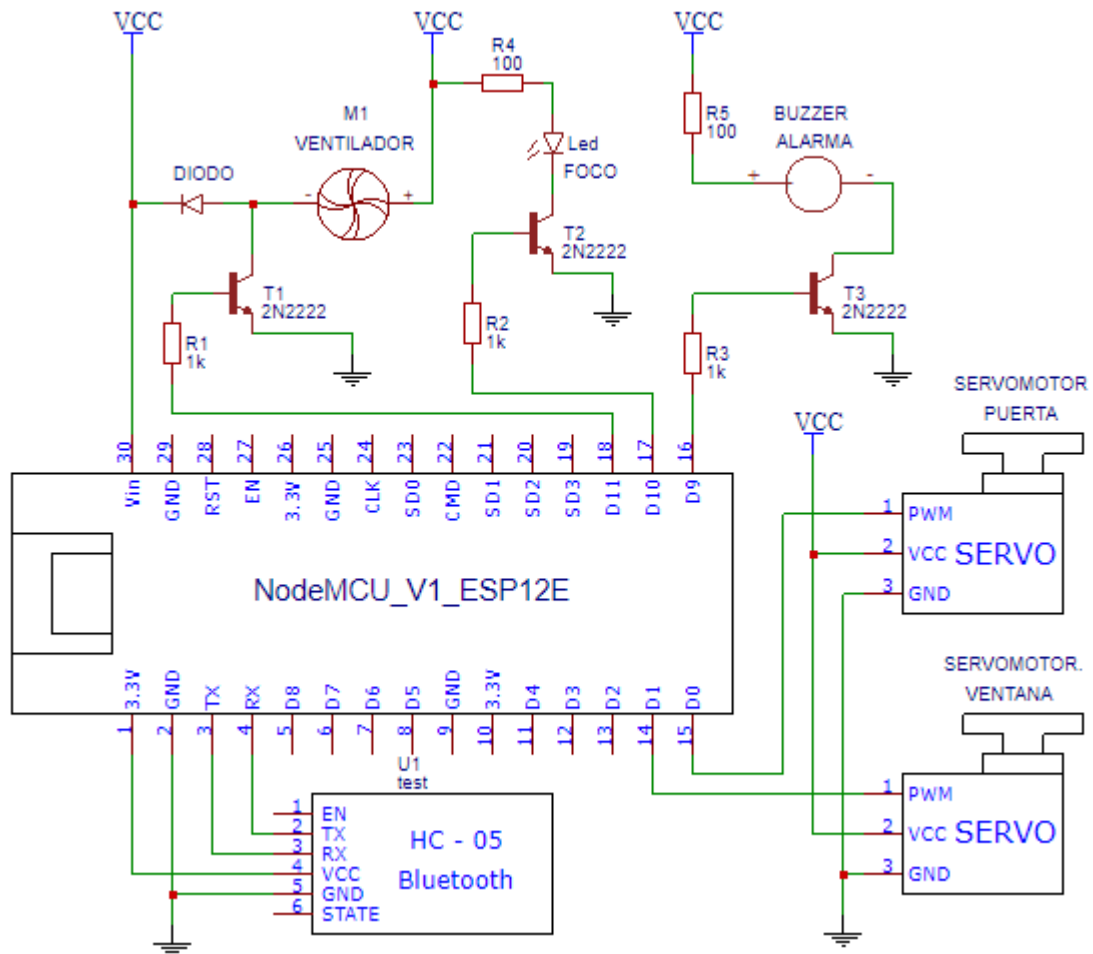 VCC
VCC
VCC
R4
100
M1
VENTILADOR
R5
100
BUZZER
ALARMA
Led
FOCO
DIODO
- +
+ -
T1
2N2222
T2
2N2222
T3
2N2222
R1
1k
R2
1k
R3
1k
30 29 28 27 26 25 24 23 22 21 20 19 18 17 16
Vin GND RST EN 3.3V GND CLK SD0 CMD SD1 SD2 SD3 D11 D10 D9
NodeMCU_V1_ESP12E
3.3V GND TX RX D8 D7 D6 D5 GND 3.3V D4 D3 D2 D1 D0
1 2 3 4 5 6 7 8 9 10 11 12 13 14 15
SERVOMOTOR
PUERTA
VCC
1 PWM
2 VCC
3 GND
SERVO
SERVOMOTOR.
VENTANA
1 PWM
2 VCC
3 GND
SERVO
U1
test
1 EN
2 TX
3 RX
4 VCC
5 GND
6 STATE
HC - 05
Bluetooth